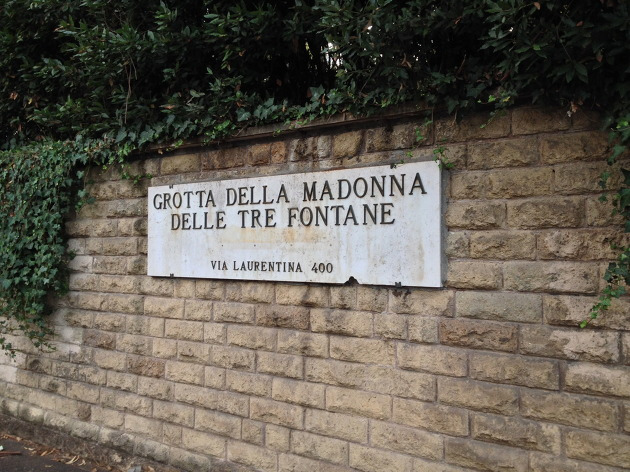 GROTTA DELLA MADONNA
DELLE TRE FONTANE
VIA LAURENTINA 400